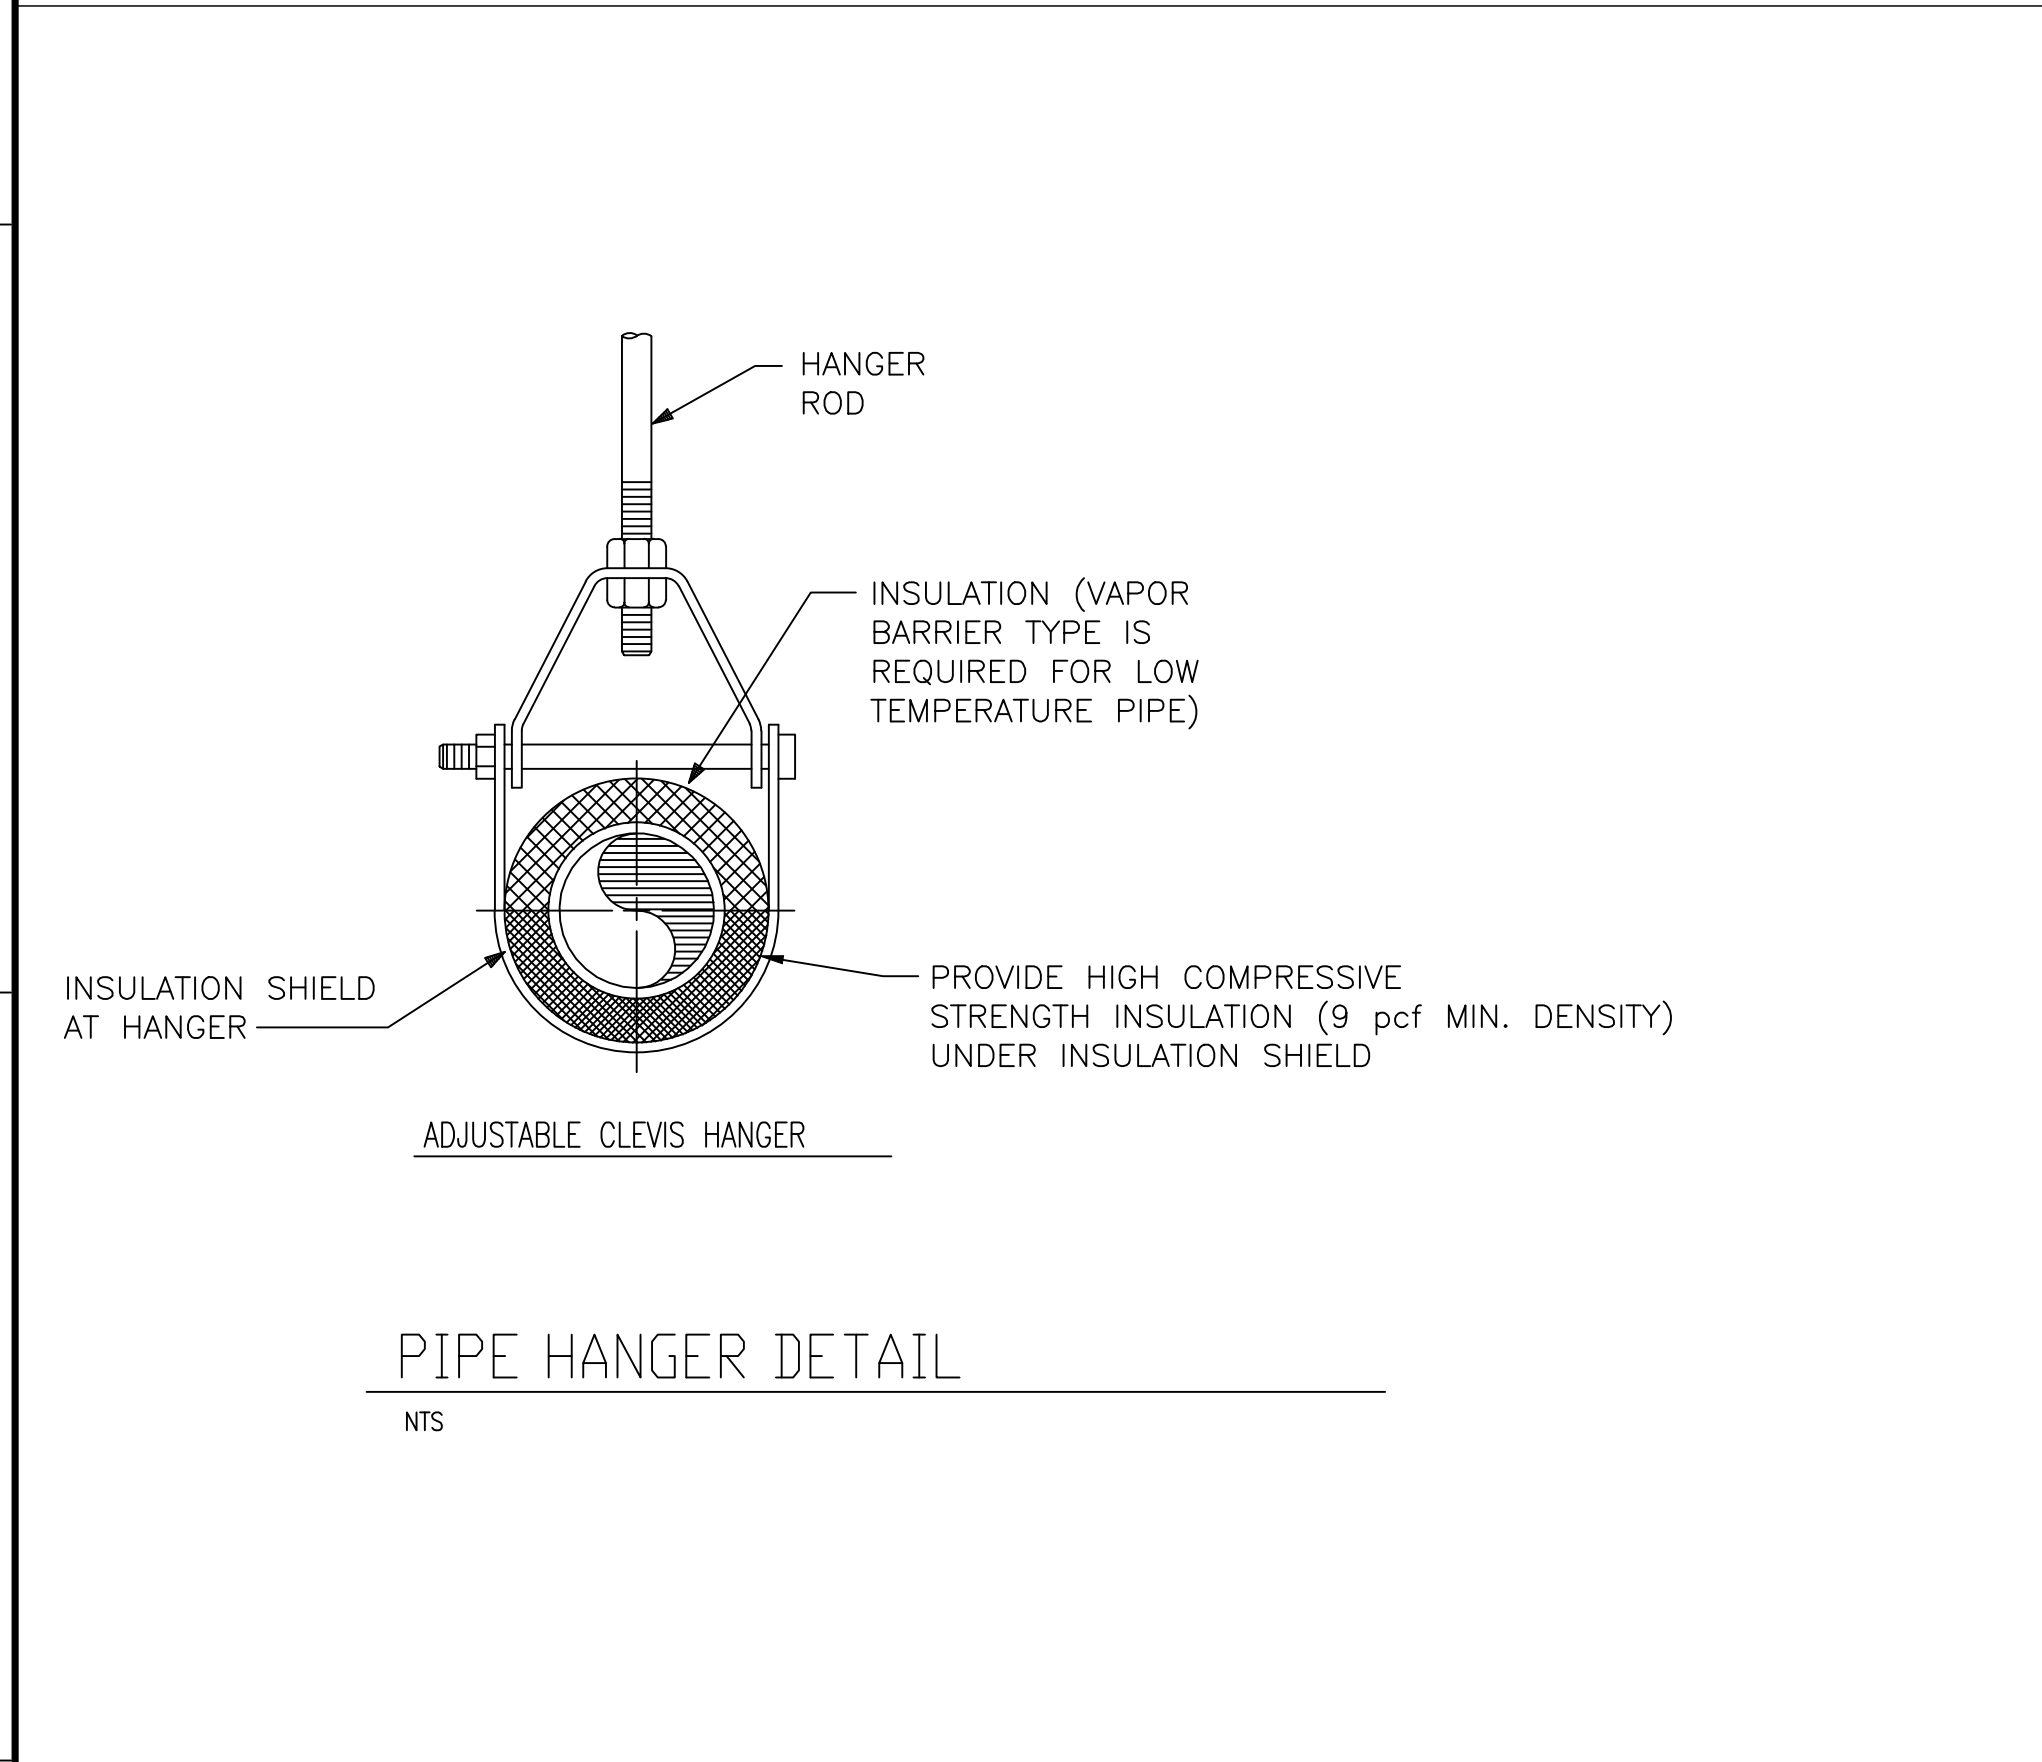 HANGER
ROD
INSULATION (VAPOR
BARRIER TYPE IS
REQUIRED FOR LOW
TEMPERATURE PIPE)
INSULATION SHIELD
AT HANGER
PROVIDE HIGH COMPRESSIVE
STRENGTH INSULATION (9 pcf MIN. DENSITY)
UNDER INSULATION SHIELD
ADJUSTABLE CLEVIS HANGER
PIPE HANGER DETAIL
NTS